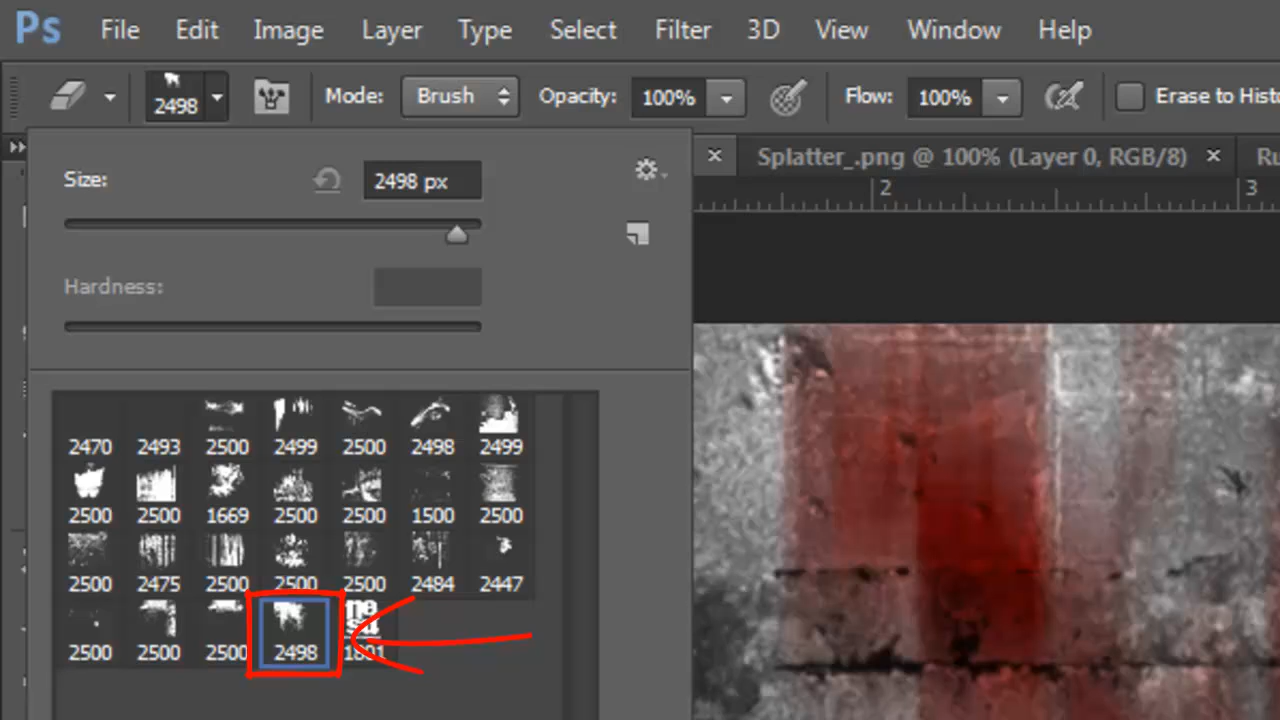 Ps File Edit Image Layer Type Select Filter 3D View Window Help
2498 Mode: Brush Opacity: 100% Flow: 100% Erase to Histo
Splatter_.png @ 100% (Layer 0, RGB/8) Ru
Size: 2498 px
2 3
Hardness:
2470 2493 2500 2499 2500 2498 2499
2500 2500 1669 2500 2500 1500 2500
2500 2475 2500 2500 2500 2484 2447
2500 2500 2500 2498 1801